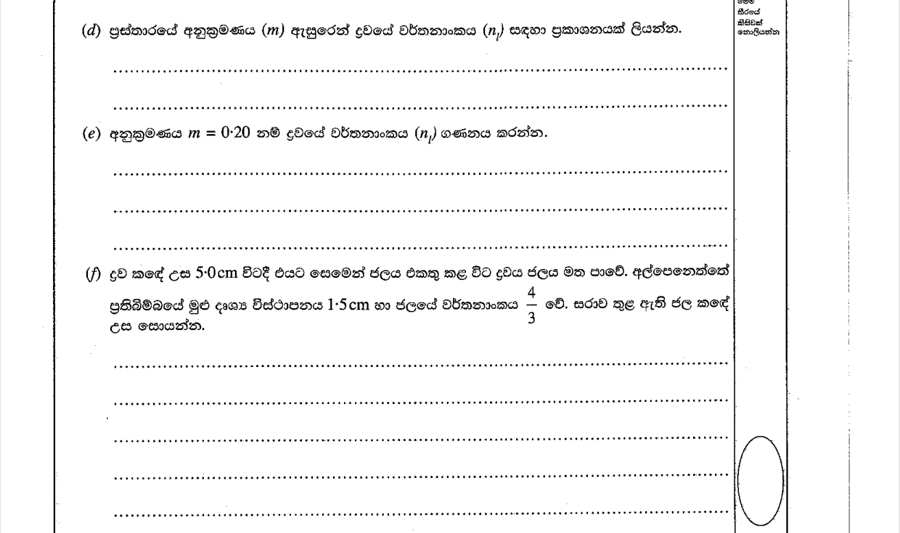 මෙම
තීරයේ
කිසිවක්
නොලියන්න
(d) ප්‍රස්තාරයේ අනුක්‍රමණය (m) ඇසුරෙන් ද්‍රවයේ වර්තනාංකය (nₗ) සඳහා ප්‍රකාශනයක් ලියන්න.
(e) අනුක්‍රමණය m = 0·20 නම් ද්‍රවයේ වර්තනාංකය (nₗ) ගණනය කරන්න.
(f) ද්‍රව කඳේ උස 5·0 cm විටදී එයට සෙමෙන් ජලය එකතු කළ විට ද්‍රවය ජලය මත පාවේ. අල්පෙනෙත්තේ
ප්‍රතිබිම්බයේ මුළු දෘශ්‍ය විස්ථාපනය 1·5 cm හා ජලයේ වර්තනාංකය 4/3 වේ. සරාව තුළ ඇති ජල කඳේ
උස සොයන්න.